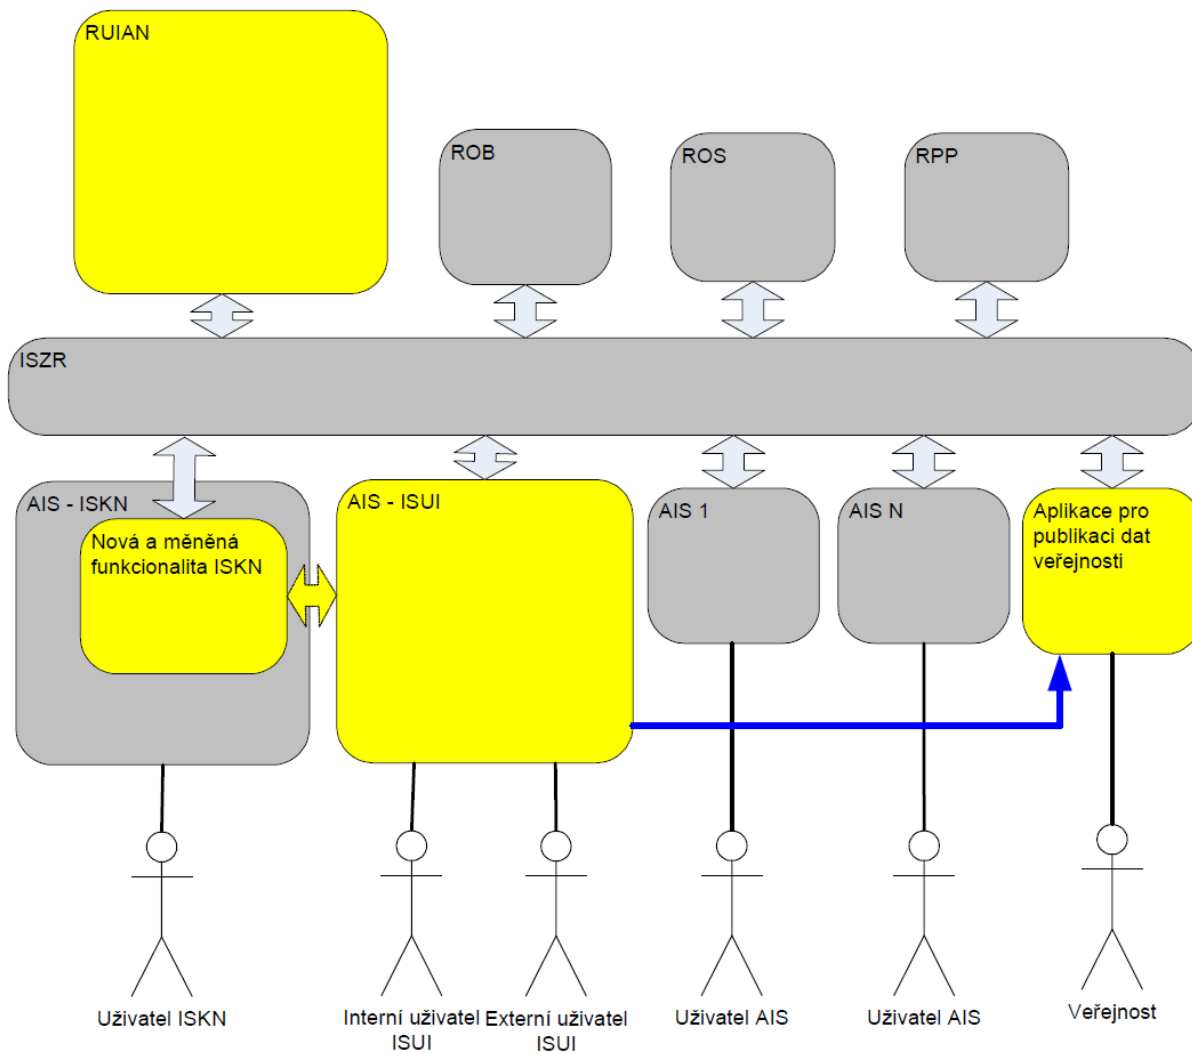 RUIAN
ROB
ROS
RPP
ISZR
AIS - ISKN
Nová a měněná
funkcionalita ISKN
AIS - ISUI
AIS 1
AIS N
Aplikace pro
publikaci dat
veřejnosti
Uživatel ISKN
Interní uživatel
ISUI
Externí uživatel
ISUI
Uživatel AIS
Uživatel AIS
Veřejnost